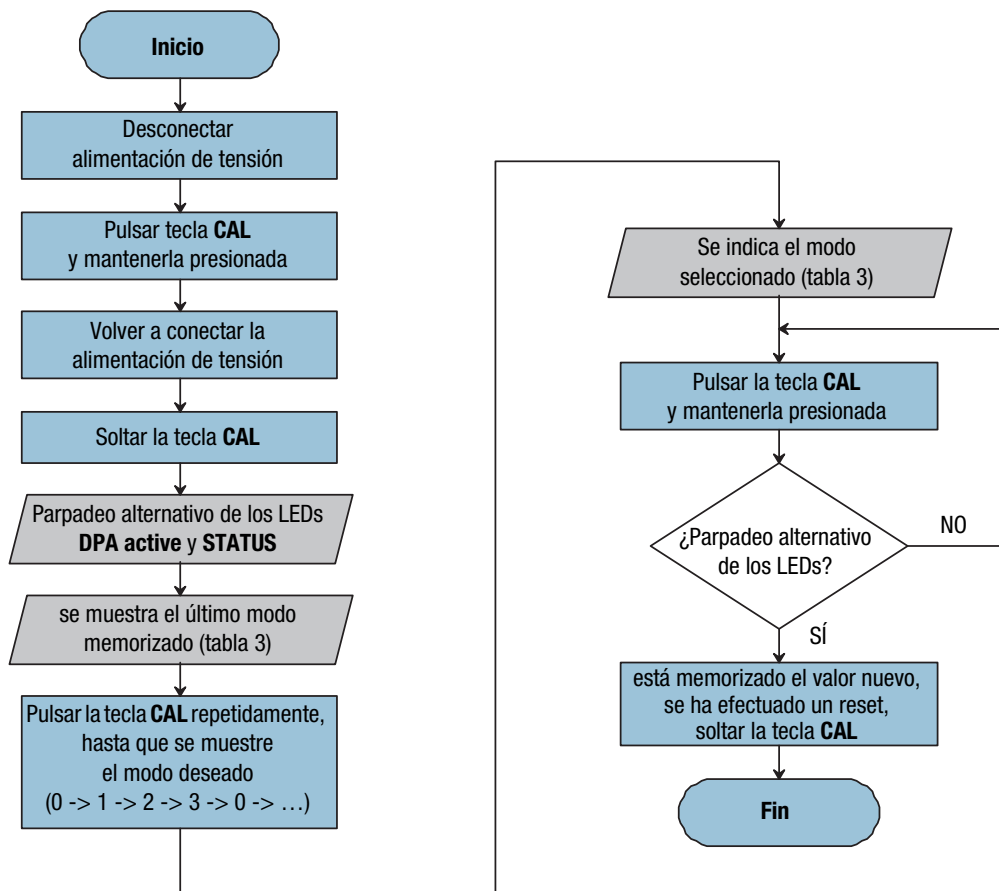 Inicio
Desconectar
alimentación de tensión
Pulsar tecla CAL
y mantenerla presionada
Volver a conectar la
alimentación de tensión
Soltar la tecla CAL
Parpadeo alternativo de los LEDs
DPA active y STATUS
se muestra el último modo
memorizado (tabla 3)
Pulsar la tecla CAL repetidamente,
hasta que se muestre
el modo deseado
(0 -> 1 -> 2 -> 3 -> 0 -> …)
Se indica el modo
seleccionado (tabla 3)
Pulsar la tecla CAL
y mantenerla presionada
¿Parpadeo alternativo
de los LEDs?
NO
SÍ
está memorizado el valor nuevo,
se ha efectuado un reset,
soltar la tecla CAL
Fin